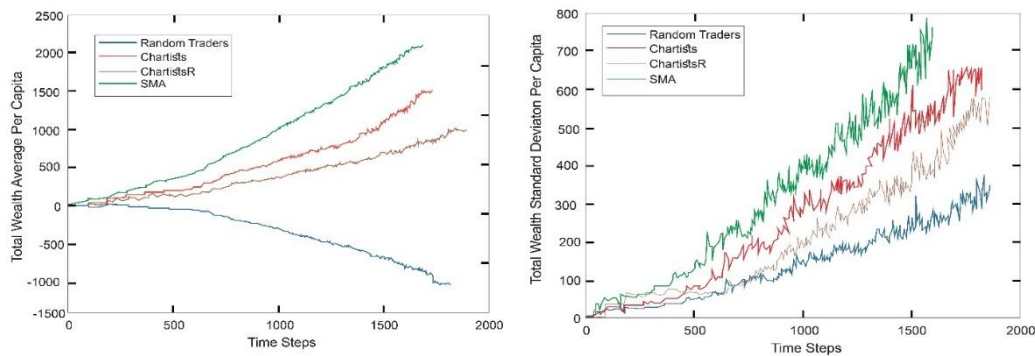 2500
2000
1500
1000
500
0
-500
-1000
-1500
Total Wealth Average Per Capita
Random Traders
Chartists
ChartistsR
SMA
0 500 1000 1500 2000
Time Steps
800
700
600
500
400
300
200
100
0
Total Wealth Standard Deviaton Per Capita
Random Traders
Chartists
ChartistsR
SMA
0 500 1000 1500 2000
Time Steps